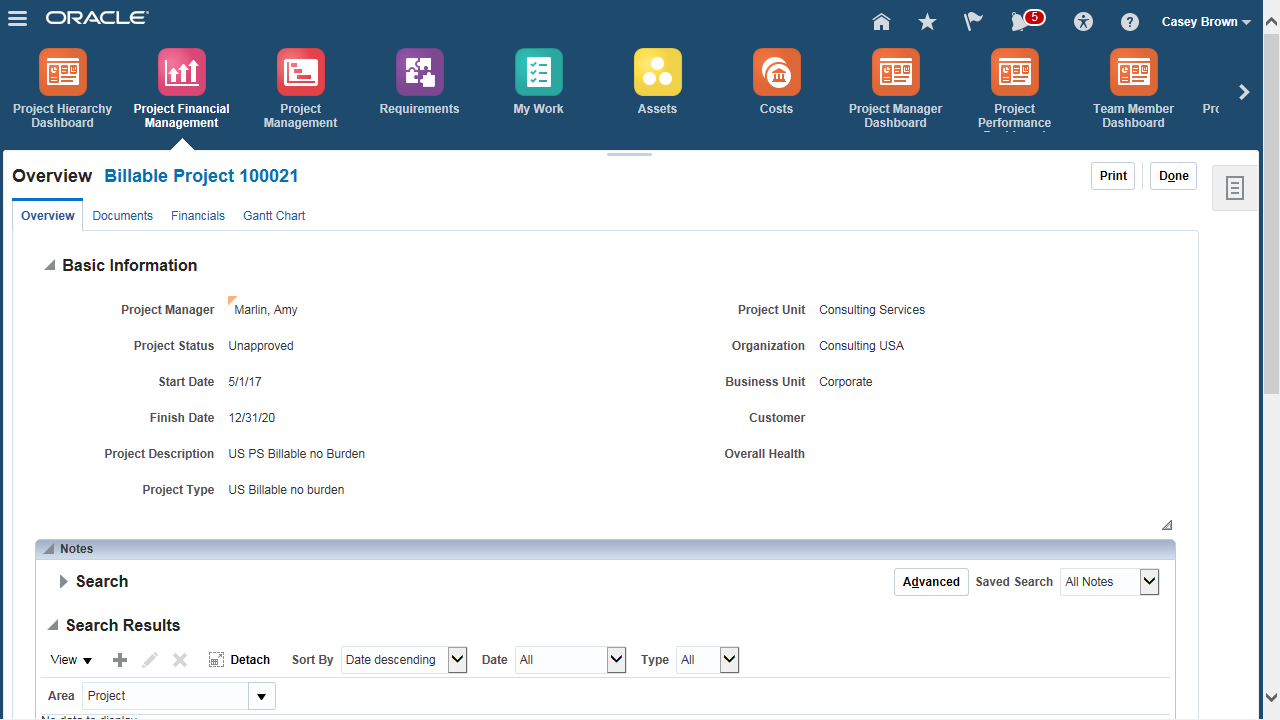 ORACLE
5
Casey Brown
Project Hierarchy Dashboard
Project Financial Management
Project Management
Requirements
My Work
Assets
Costs
Project Manager Dashboard
Project Performance
Team Member Dashboard
Overview Billable Project 100021
Print
Done
Overview
Documents
Financials
Gantt Chart
Basic Information
Project Manager Marlin, Amy
Project Status Unapproved
Start Date 5/1/17
Finish Date 12/31/20
Project Description US PS Billable no Burden
Project Type US Billable no burden
Project Unit Consulting Services
Organization Consulting USA
Business Unit Corporate
Customer
Overall Health
Notes
Search
Advanced Saved Search All Notes
Search Results
View Detach Sort By Date descending Date All Type All
Area Project
No data to display